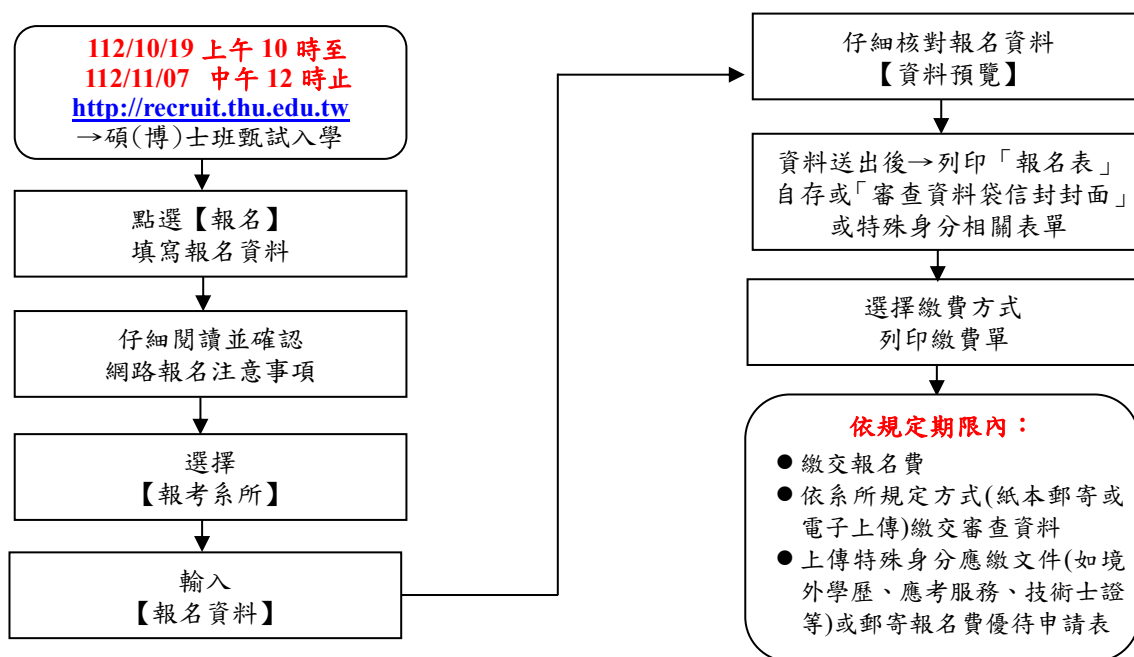 112/10/19 上午 10 時至
112/11/07 中午 12 時止
http://recruit.thu.edu.tw
→碩(博)士班甄試入學
點選【報名】
填寫報名資料
仔細閱讀並確認
網路報名注意事項
選擇
【報考系所】
輸入
【報名資料】
仔細核對報名資料
【資料預覽】
資料送出後→列印「報名表」
自存或「審查資料袋信封封面」
或特殊身分相關表單
選擇繳費方式
列印繳費單
依規定期限內：
● 繳交報名費
● 依系所規定方式(紙本郵寄或
電子上傳)繳交審查資料
● 上傳特殊身分應繳文件(如境
外學歷、應考服務、技術士證
等)或郵寄報名費優待申請表